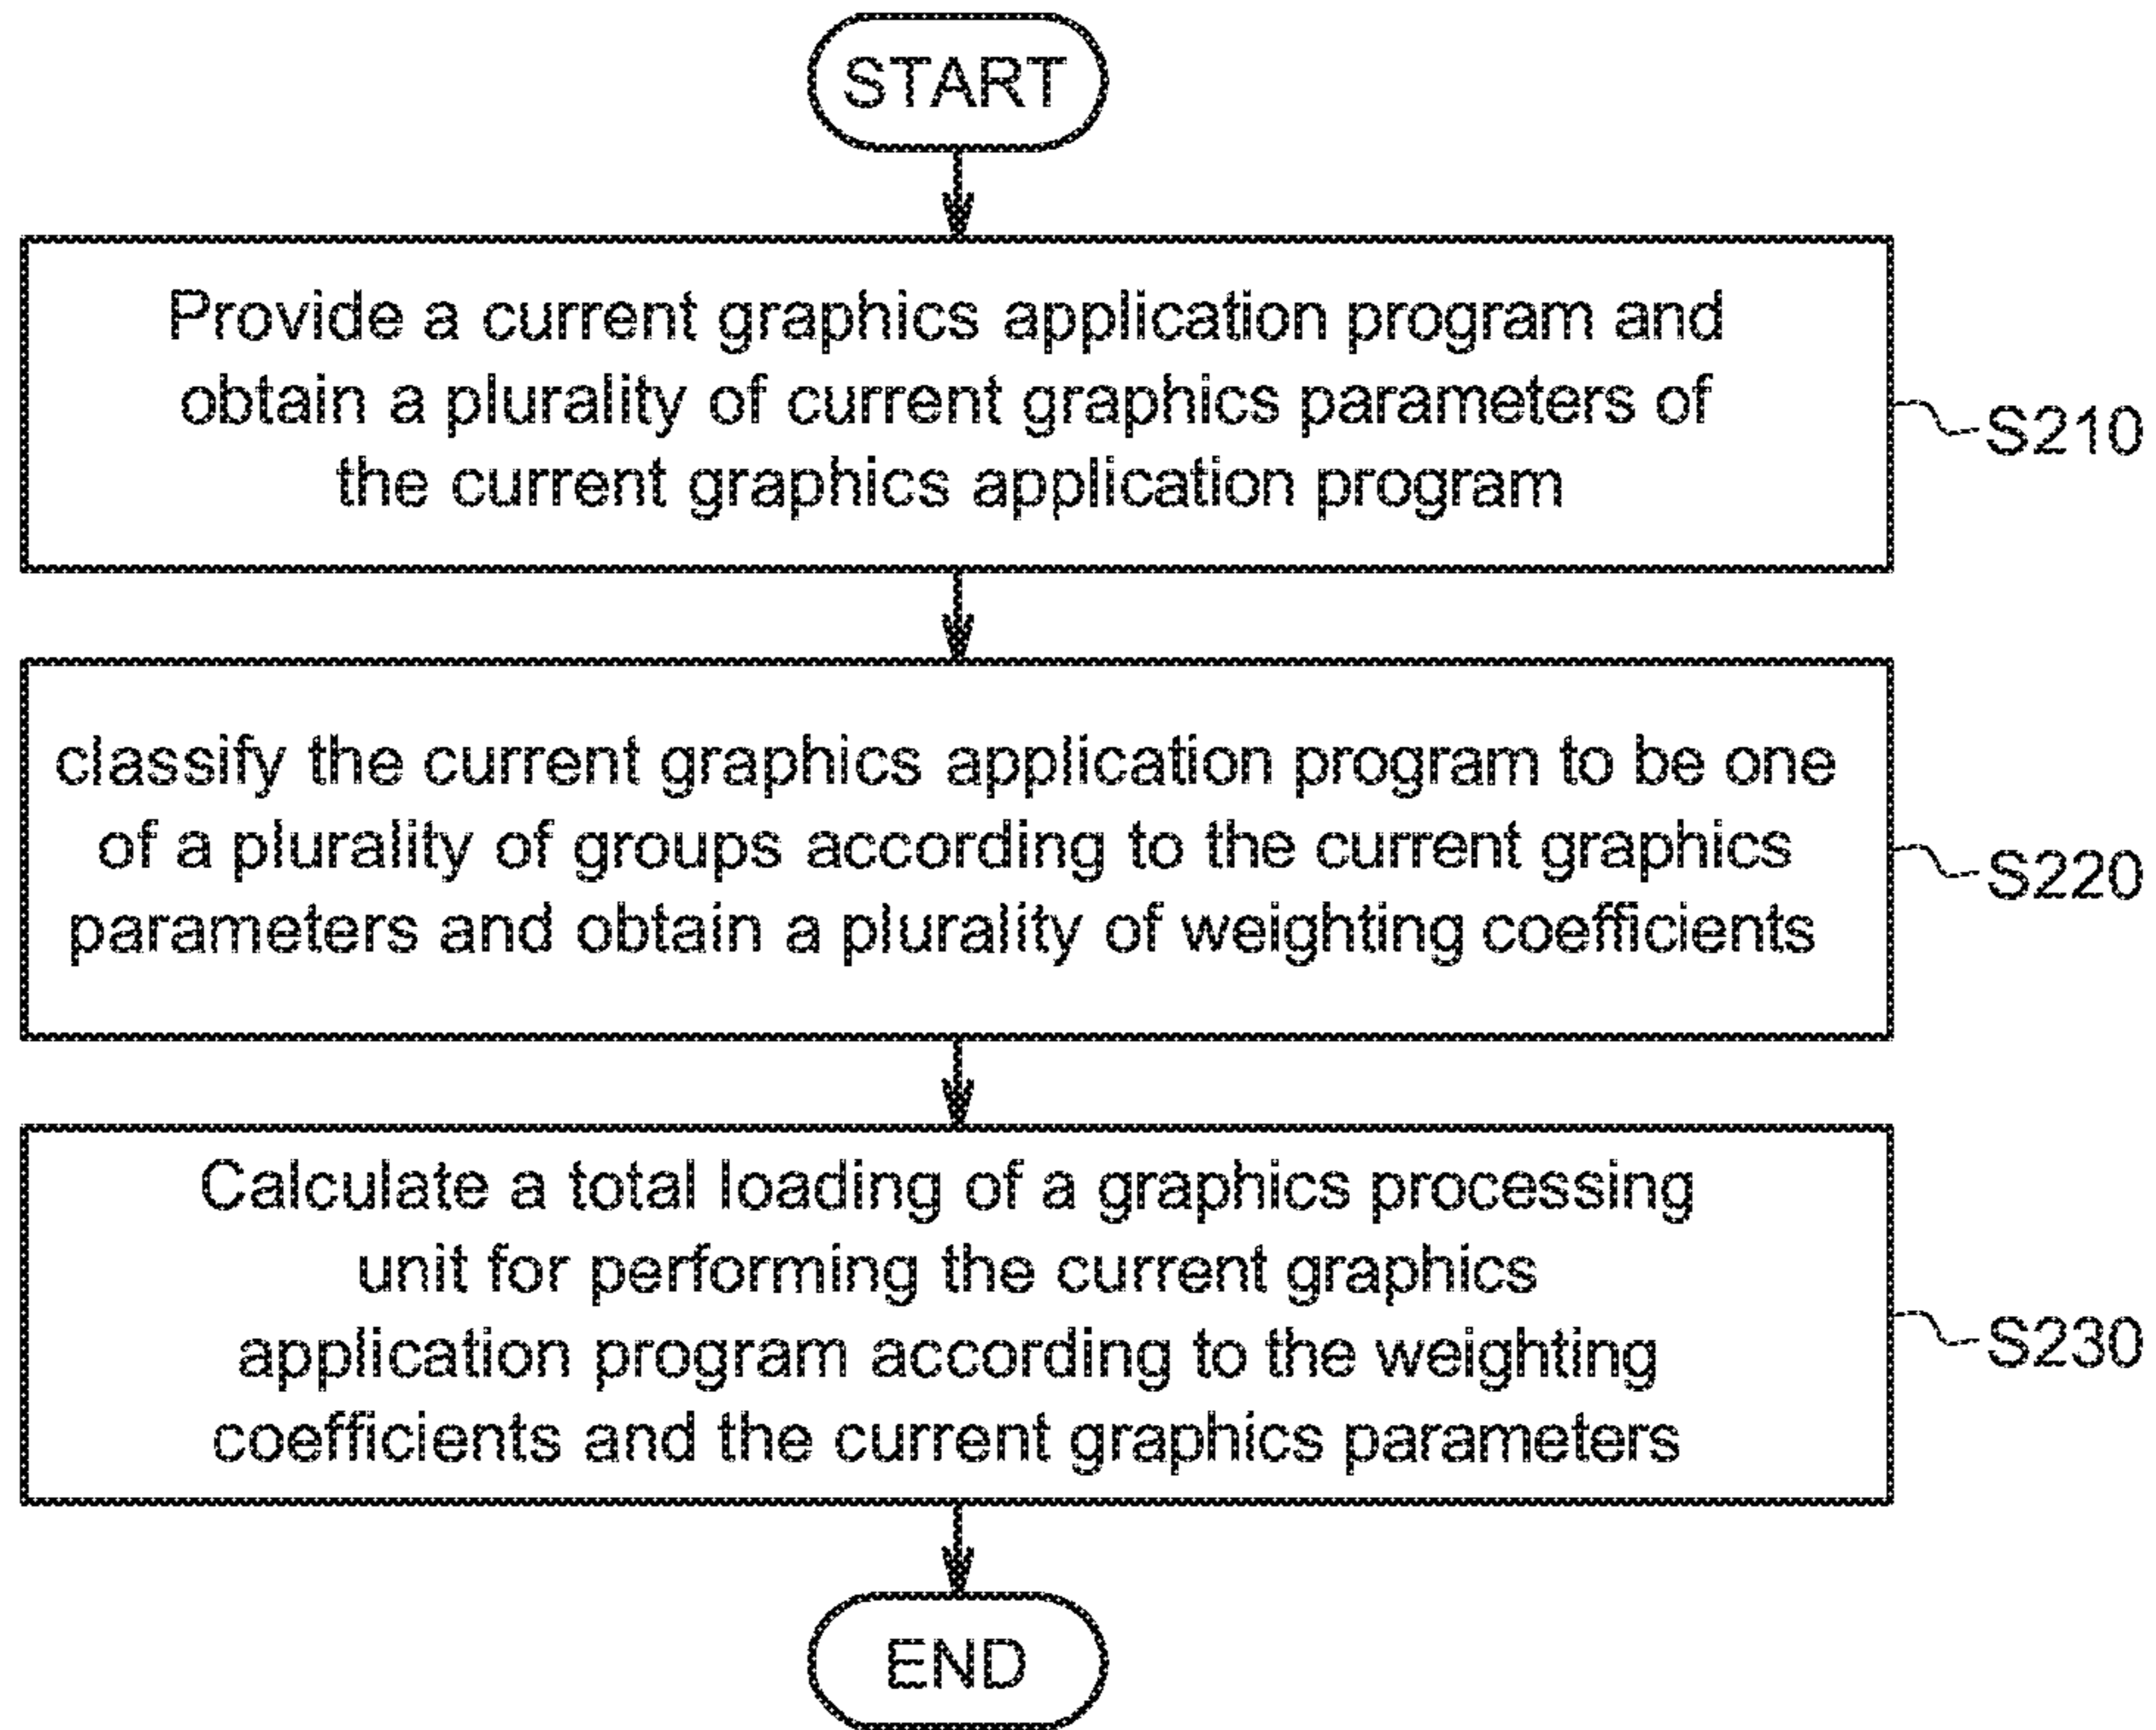 START
Provide a current graphics application program and
obtain a plurality of current graphics parameters of
the current graphics application program
S210
classify the current graphics application program to be one
of a plurality of groups according to the current graphics
parameters and obtain a plurality of weighting coefficients
S220
Calculate a total loading of a graphics processing
unit for performing the current graphics
application program according to the weighting
coefficients and the current graphics parameters
S230
END